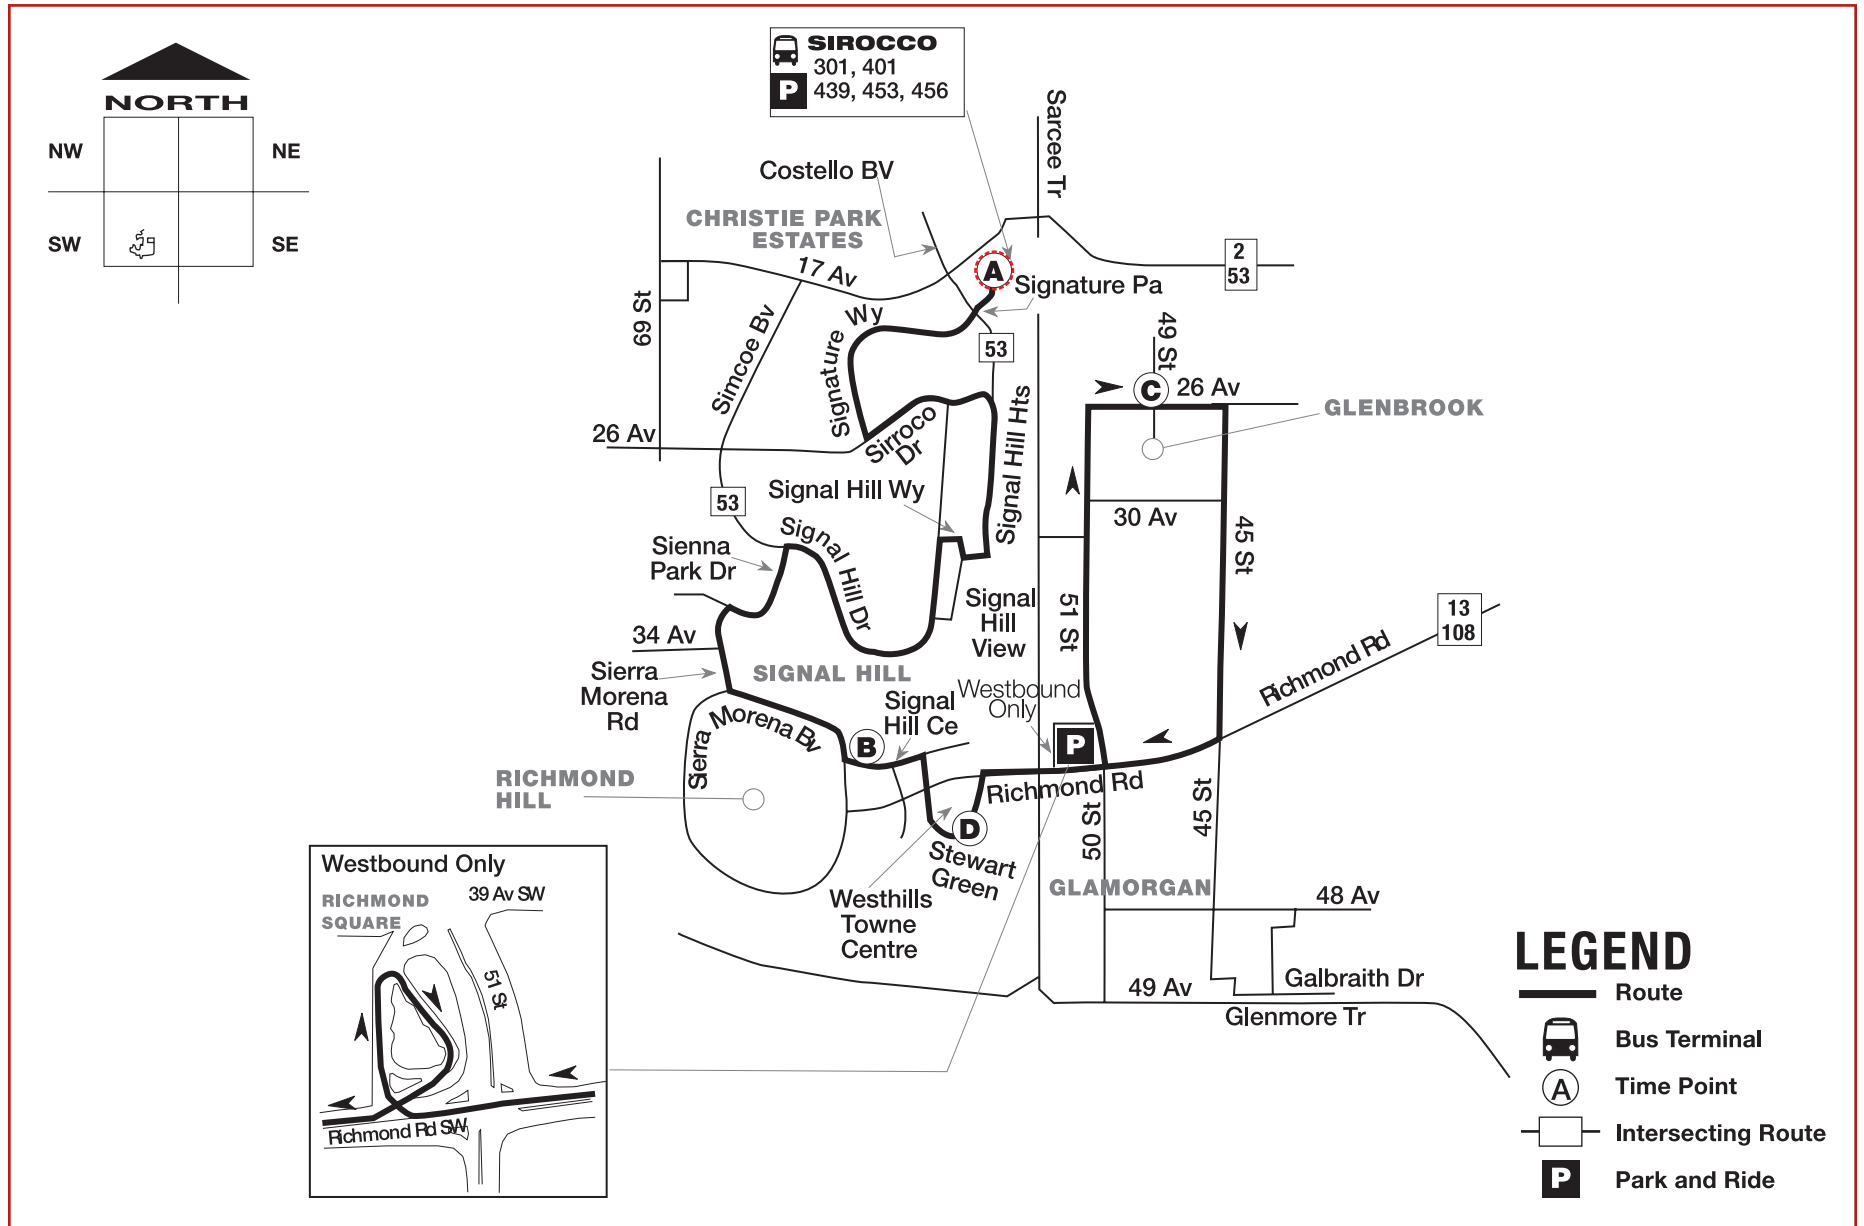 NORTH
NW
NE
SW
SE
SIROCCO
301, 401
P
439, 453, 456
Sarcee Tr
Costello BV
CHRISTIE PARK
ESTATES
17 Av
A
Signature Pa
2
53
69 St
Simcoe Bv
Signature Wy
53
49 St
C
26 Av
GLENBROOK
26 Av
Sirroco
Dr
Signal Hill Hts
Signal Hill Wy
53
30 Av
45 St
Sienna
Park Dr
Signal Hill Dr
Signal
Hill
View
51 St
13
108
34 Av
Richmond Rd
Sierra
Morena
Rd
SIGNAL HILL
Signal
Hill Ce
Westbound
Only
P
Sierra Morena Bv
B
RICHMOND
HILL
Richmond Rd
D
Stewart
Green
50 St
45 St
GLAMORGAN
Westhills
Towne
Centre
48 Av
Galbraith Dr
49 Av
Glenmore Tr
Westbound Only
RICHMOND
SQUARE
39 Av SW
51 St
Richmond Rd SW
LEGEND
Route
Bus Terminal
A Time Point
Intersecting Route
P Park and Ride